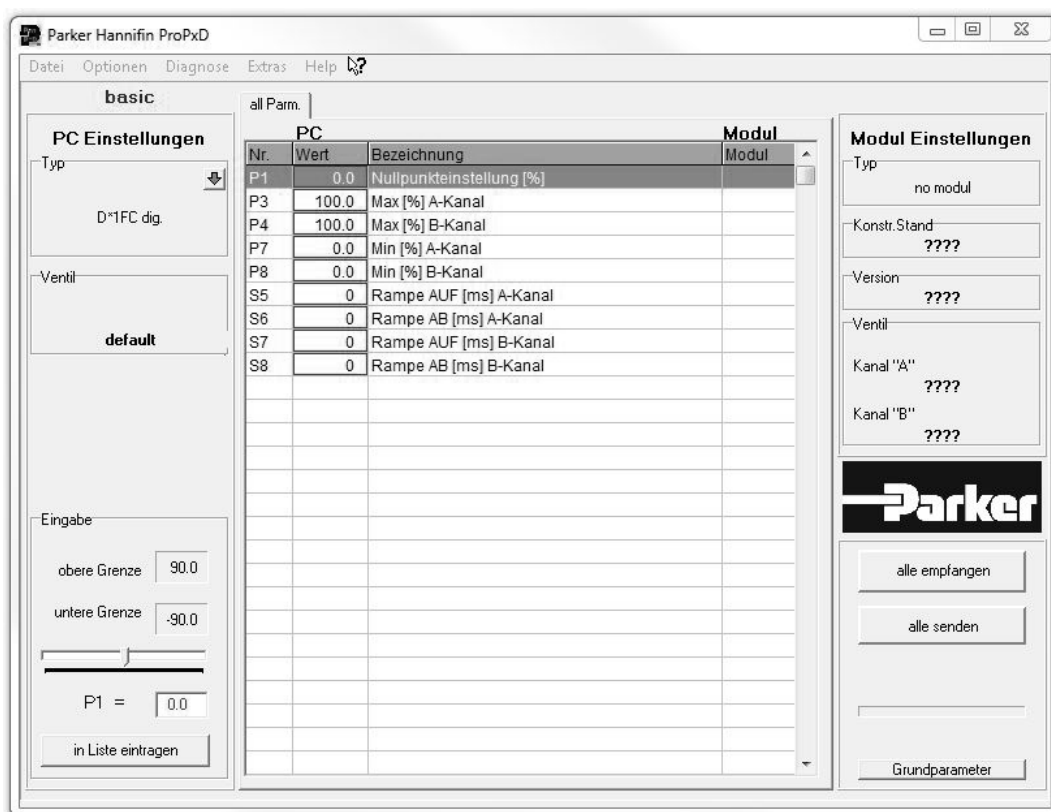 Parker Hannifin ProPxD
Datei Optionen Diagnose Extras Help
basic
PC Einstellungen
Typ
D*1FC dig.
Ventil
default
Eingabe
obere Grenze 90.0
untere Grenze -90.0
P1 = 0.0
in Liste eintragen
all Parm.
PC Modul
Nr. Wert Bezeichnung Modul
P1 0.0 Nullpunkteinstellung [%]
P3 100.0 Max [%] A-Kanal
P4 100.0 Max [%] B-Kanal
P7 0.0 Min [%] A-Kanal
P8 0.0 Min [%] B-Kanal
S5 0 Rampe AUF [ms] A-Kanal
S6 0 Rampe AB [ms] A-Kanal
S7 0 Rampe AUF [ms] B-Kanal
S8 0 Rampe AB [ms] B-Kanal
Modul Einstellungen
Typ
no modul
Konstr.Stand
????
Version
????
Ventil
Kanal "A"
????
Kanal "B"
????
Parker
alle empfangen
alle senden
Grundparameter